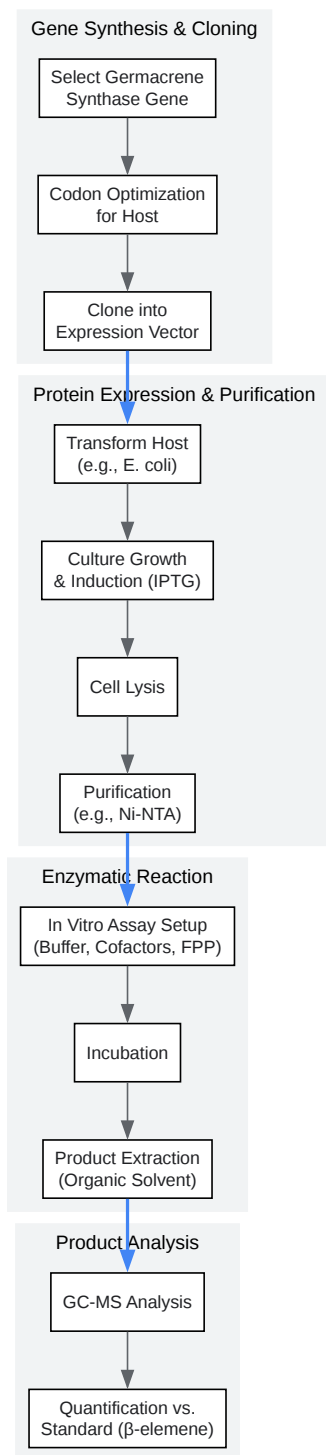 Gene Synthesis & Cloning
Select Germacrene
Synthase Gene
Codon Optimization
for Host
Clone into
Expression Vector
Protein Expression & Purification
Transform Host
(e.g., E. coli)
Culture Growth
& Induction (IPTG)
Cell Lysis
Purification
(e.g., Ni-NTA)
Enzymatic Reaction
In Vitro Assay Setup
(Buffer, Cofactors, FPP)
Incubation
Product Extraction
(Organic Solvent)
Product Analysis
GC-MS Analysis
Quantification vs.
Standard (β-elemene)